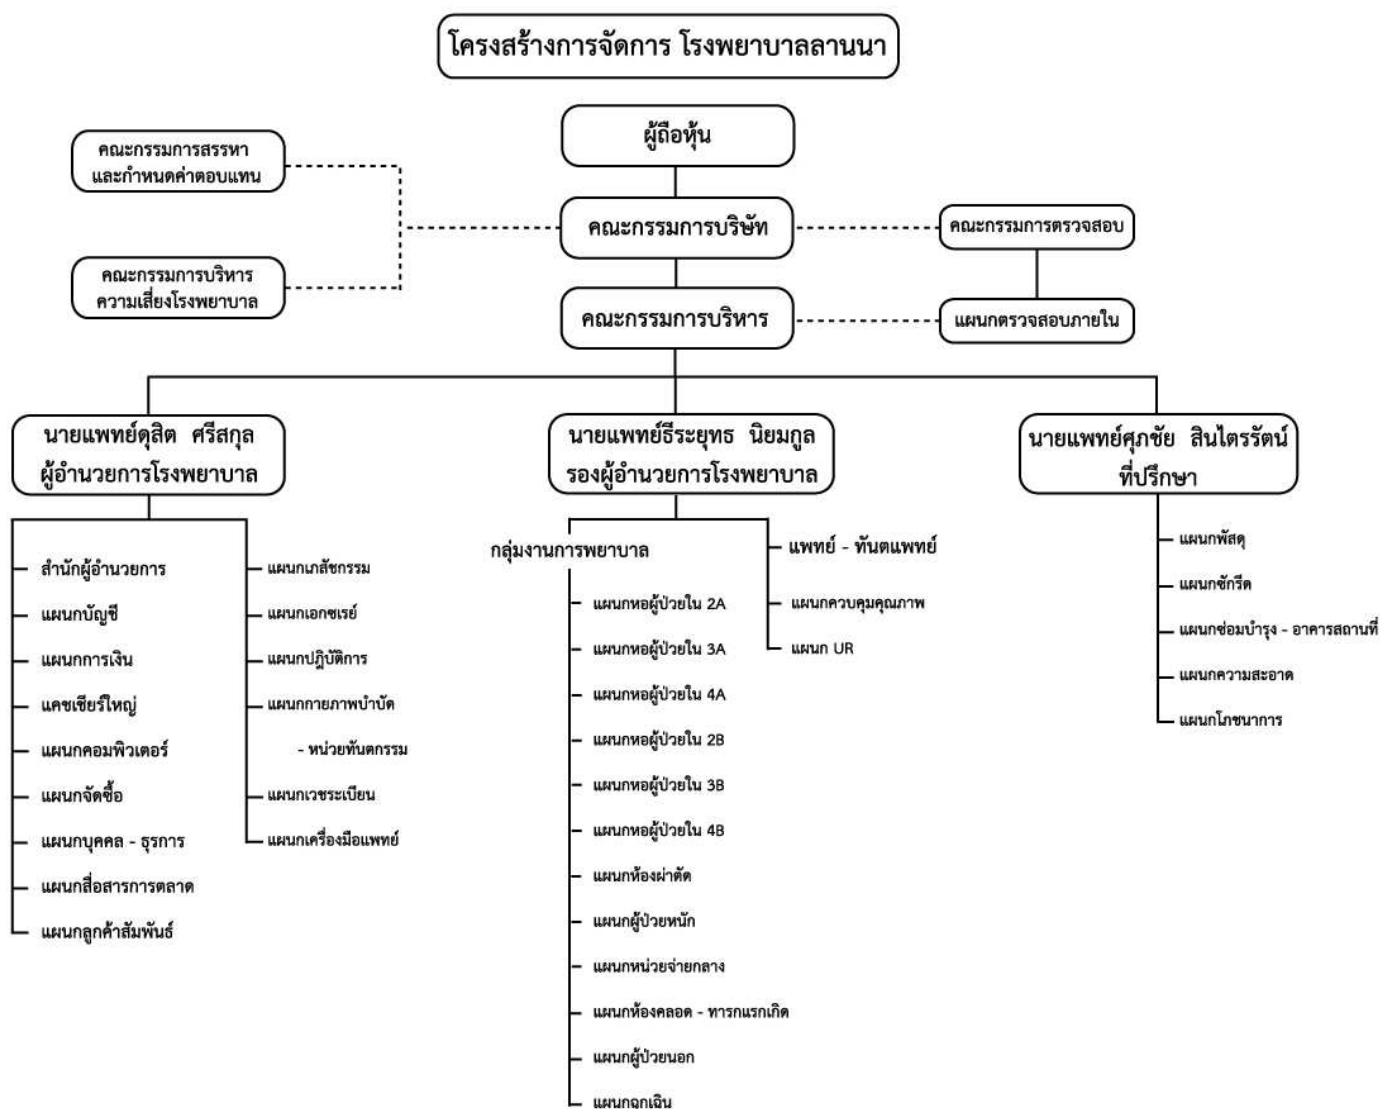 โครงสร้างการจัดการ โรงพยาบาลลานนา
ผู้ถือหุ้น
คณะกรรมการสรรหา
และกำหนดค่าตอบแทน
คณะกรรมการบริษัท
คณะกรรมการตรวจสอบ
คณะกรรมการบริหาร
ความเสี่ยงโรงพยาบาล
คณะกรรมการบริหาร
แผนกตรวจสอบภายใน
นายแพทย์ดุสิต ศรีสกุล
ผู้อำนวยการโรงพยาบาล
นายแพทย์ธีระยุทธ นิยมกูล
รองผู้อำนวยการโรงพยาบาล
นายแพทย์ศุภชัย สินไตรรัตน์
ที่ปรึกษา
สำนักผู้อำนวยการ
แผนกบัญชี
แผนกการเงิน
แคชเชียร์ใหญ่
แผนกคอมพิวเตอร์
แผนกจัดซื้อ
แผนกบุคคล - ธุรการ
แผนกสื่อสารการตลาด
แผนกลูกค้าสัมพันธ์
แผนกเภสัชกรรม
แผนกเอกซเรย์
แผนกปฏิบัติการ
แผนกกายภาพบำบัด
- หน่วยทันตกรรม
แผนกเวชระเบียน
แผนกเครื่องมือแพทย์
กลุ่มงานการพยาบาล
แผนกหอผู้ป่วยใน 2A
แผนกหอผู้ป่วยใน 3A
แผนกหอผู้ป่วยใน 4A
แผนกหอผู้ป่วยใน 2B
แผนกหอผู้ป่วยใน 3B
แผนกหอผู้ป่วยใน 4B
แผนกห้องผ่าตัด
แผนกผู้ป่วยหนัก
แผนกหน่วยจ่ายกลาง
แผนกห้องคลอด - ทารกแรกเกิด
แผนกผู้ป่วยนอก
แผนกฉุกเฉิน
แพทย์ - ทันตแพทย์
แผนกควบคุมคุณภาพ
แผนก UR
แผนกพัสดุ
แผนกซักรีด
แผนกซ่อมบำรุง - อาคารสถานที่
แผนกความสะอาด
แผนกโภชนาการ